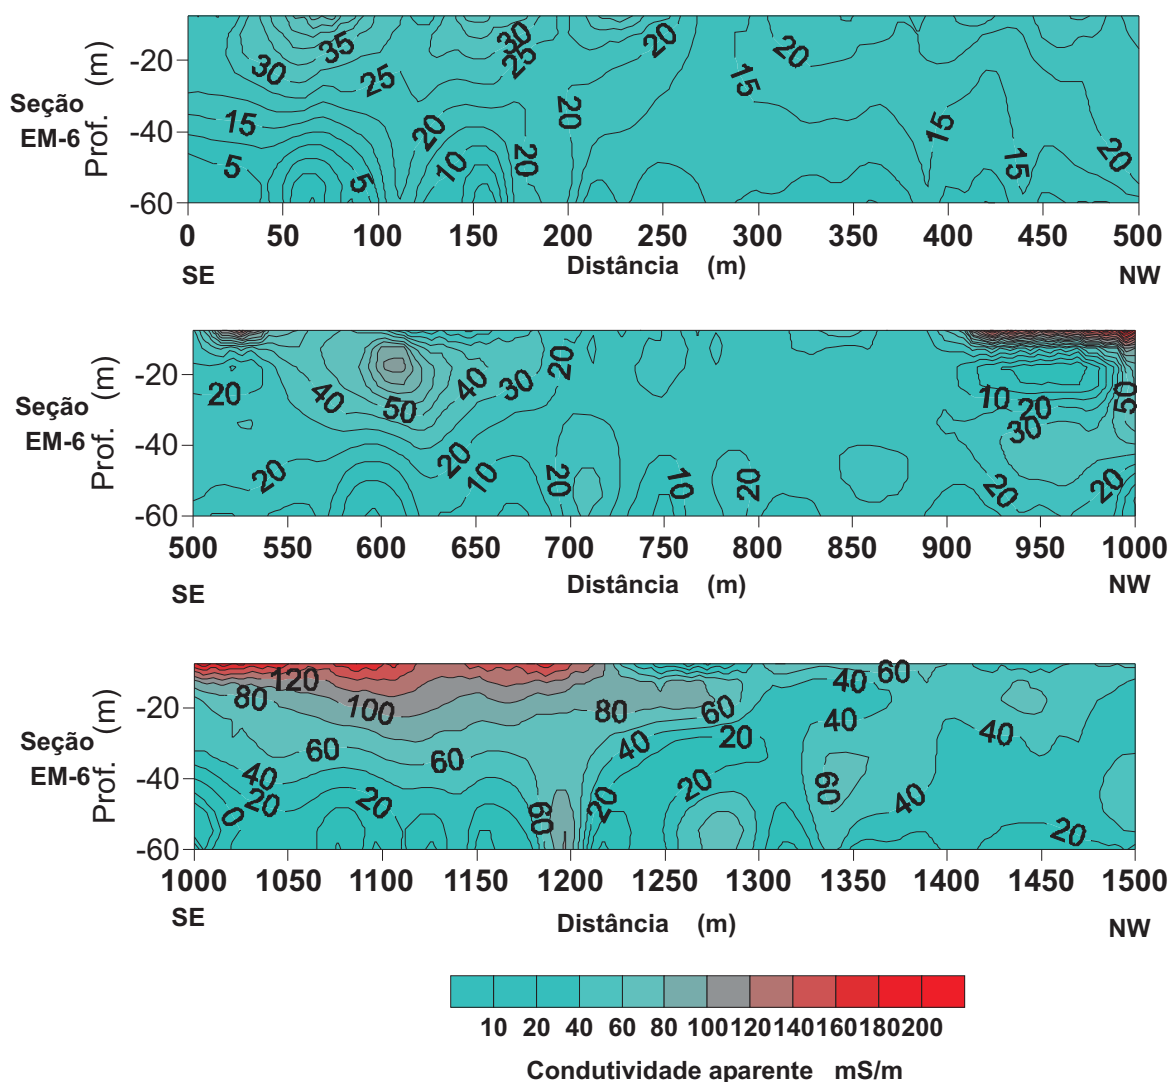 30
35
20
-20
30
25
25
20
15
Seção
EM-6
Prof. (m)
15
20
20
15
-40
5
5
10
20
15
20
-60
0 50 100 150 200 250 300 350 400 450 500
SE
Distância (m)
NW
-20
20
40
50
40
30
20
10
20
50
Seção
EM-6
Prof. (m)
30
-40
20
20
10
20
10
20
20
20
-60
500 550 600 650 700 750 800 850 900 950 1000
SE
Distância (m)
NW
120
40
60
-20
80
100
80
60
40
40
Seção
EM-6
Prof. (m)
60
60
40
20
-40
40
20
0
20
60
20
20
60
40
20
-60
1000 1050 1100 1150 1200 1250 1300 1350 1400 1450 1500
SE
Distância (m)
NW
10 20 40 60 80 100 120 140 160 180 200
Condutividade aparente mS/m